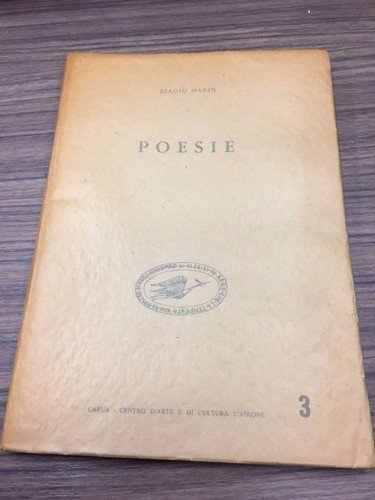 BIAGIO MARIN
POESIE
CAPUA - CENTRO D'ARTE E DI CULTURA L'AIRONE
3